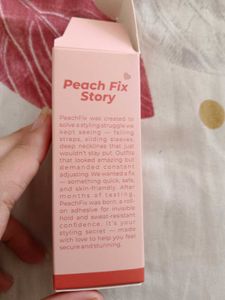 Peach Fix
Story
PeachFix was created to
solve a styling struggle we
kept seeing — falling
straps, sliding sleeves,
deep necklines that just
wouldn't stay put. Outfits
that looked amazing but
demanded constant
adjusting. We wanted a fix
— something quick, safe,
and skin-friendly. After
months of testing,
PeachFix was born: a roll-
on adhesive for invisible
hold and sweat-resistant
confidence. It's your
styling secret — made
with love to help you feel
secure and stunning.